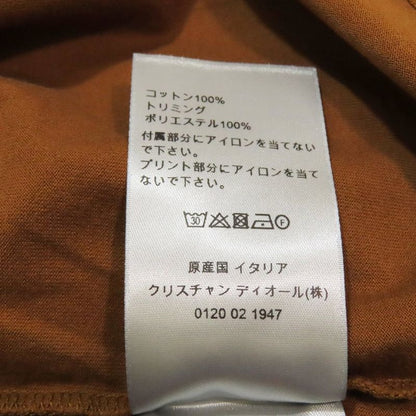 コットン100%
トリミング
ポリエステル100%
付属部分にアイロンを当てない
で下さい。
プリント部分にアイロンを当て
ないで下さい。
30 F
原産国 イタリア
クリスチャン ディオール(株)
0120 02 1947